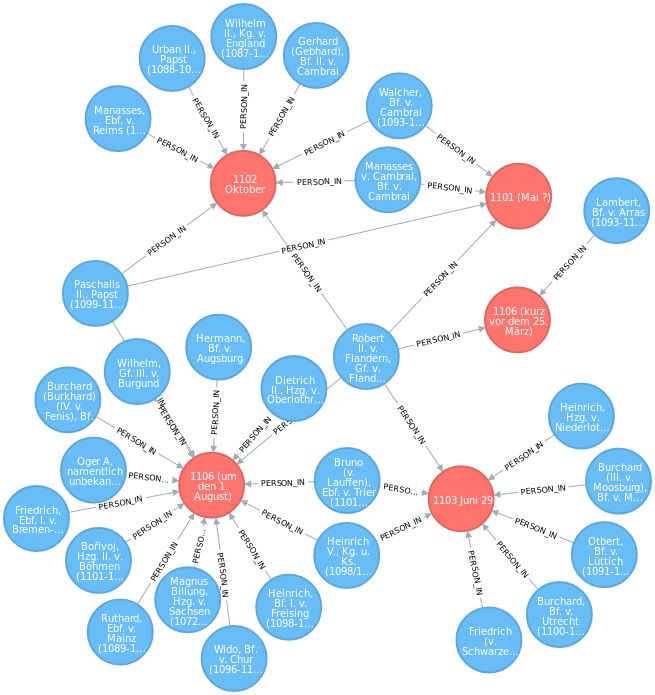 Wilhelm
II., Kg. v.
England
(1087-1...
Urban II.,
Papst
(1088-10...
Gerhard
(Gebhard),
Bf. II. v.
Cambrai
Manasses,
Ebf. v.
Reims (1...
Walcher,
Bf. v.
Cambrai
(1093-1...
PERSON_IN
PERSON_IN
PERSON_IN
PERSON_IN
PERSON_IN
PERSON_IN
1102
Oktober
PERSON_IN
Manasses
v. Cambrai,
Bf. v.
Cambrai
PERSON_IN
1101 (Mai ?)
Lambert,
Bf. v. Arras
(1093-11...
PERSON_IN
PERSON_IN
PERSON_IN
PERSON_IN
PERSON_IN
Paschalis
II., Papst
(1099-11...
1106 (kurz
vor dem 25.
März)
PERSON_IN
Hermann,
Bf. v.
Augsburg
Robert
II. v.
Flandern,
Gf. v.
Fland...
Wilhelm,
Gf. III. v.
Burgund
Dietrich
II., Hzg. v.
Oberlothr...
Burchard
(Burkhard)
(IV. v.
Fenis), Bf.
IN
PERSON_IN
PERSON_IN
PERSON_IN
PERS...
PERSON_IN
PERSON_IN
Heinrich,
Hzg. v.
Niederlot...
PERSON_IN
Oger A,
namentlich
unbekan...
PERSON...
1106 (um
den 1.
August)
PERSON_IN
Bruno
(v.
Lauffen),
Ebf. v. Trier
(1101...
PERSO...
1103 Juni 29
PERSON_IN
Burchard
(III. v.
Moosburg),
Bf. v. M...
Friedrich,
Ebf. I. v.
Bremen-...
PERSON_IN
PERSON_IN
PERSON_IN
PERSON_IN
PERSON_IN
Bořivoj,
Hzg. II. v.
Böhmen
(1101-1...
PERSON_IN
PERSO...
PERSON_IN
PERSON_IN
Heinrich
V., Kg. u.
Ks.
(1098/1...
PERSON_IN
PERSON_IN
Otbert,
Bf. v.
Lüttich
(1091-1...
Magnus
Billung,
Hzg. v.
Sachsen
(1072...
Heinrich,
Bf. I. v.
Freising
(1098-1...
Ruthard,
Ebf. v.
Mainz
(1089-1...
Burchard,
Bf. v.
Utrecht
(1100-1...
Wido, Bf.
v. Chur
(1096-11...
Friedrich
(v.
Schwarze...